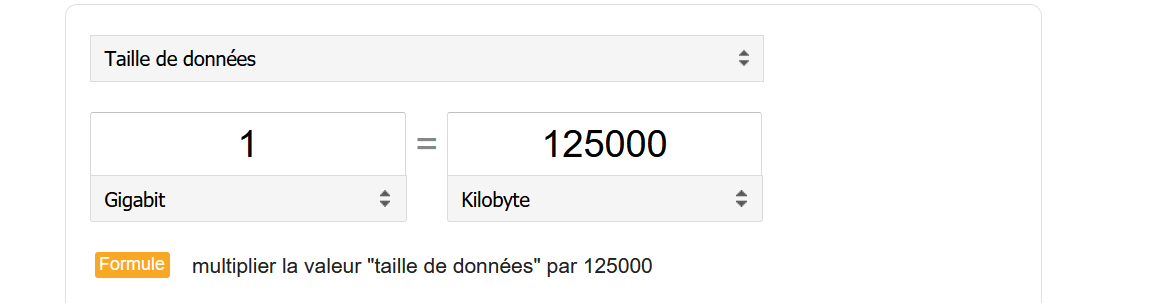 Taille de données
1 = 125000
Gigabit Kilobyte
Formule multiplier la valeur "taille de données" par 125000